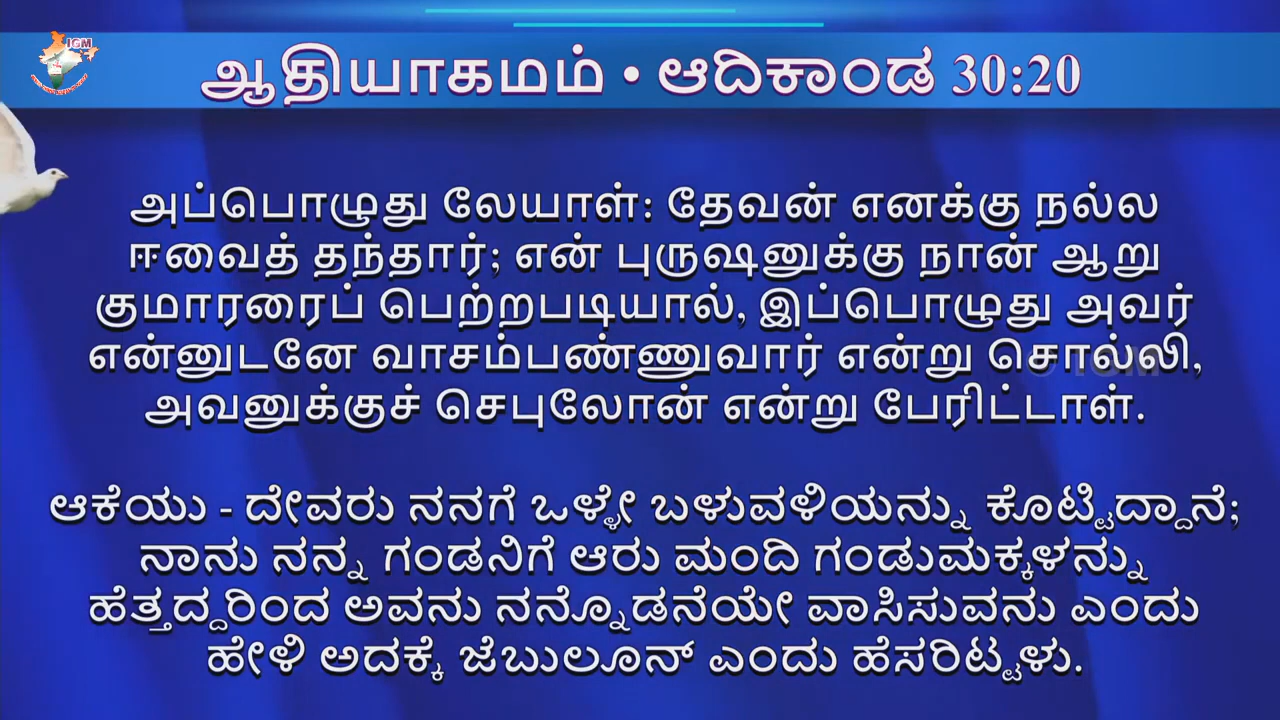 IGM
ஆதியாகமம் • ಆದಿಕಾಂಡ 30:20
அப்பொழுது லேயாள்: தேவன் எனக்கு நல்ல
ஈவைத் தந்தார்; என் புருஷனுக்கு நான் ஆறு
குமாரரைப் பெற்றபடியால், இப்பொழுது அவர்
என்னுடனே வாசம்பண்ணுவார் என்று சொல்லி,
© IGM
அவனுக்குச் செபுலோன் என்று பேரிட்டாள்.
ಆಕೆಯು - ದೇವರು ನನಗೆ ಒಳ್ಳೇ ಬಳುವಳಿಯನ್ನು ಕೊಟ್ಟಿದ್ದಾನೆ;
ನಾನು ನನ್ನ ಗಂಡನಿಗೆ ಆರು ಮಂದಿ ಗಂಡುಮಕ್ಕಳನ್ನು
ಹೆತ್ತದ್ದರಿಂದ ಅವನು ನನ್ನೊಡನೆಯೇ ವಾಸಿಸುವನು ಎಂದು
ಹೇಳಿ ಅದಕ್ಕೆ ಜೆಬುಲೂನ್ ಎಂದು ಹೆಸರಿಟ್ಟಳು.